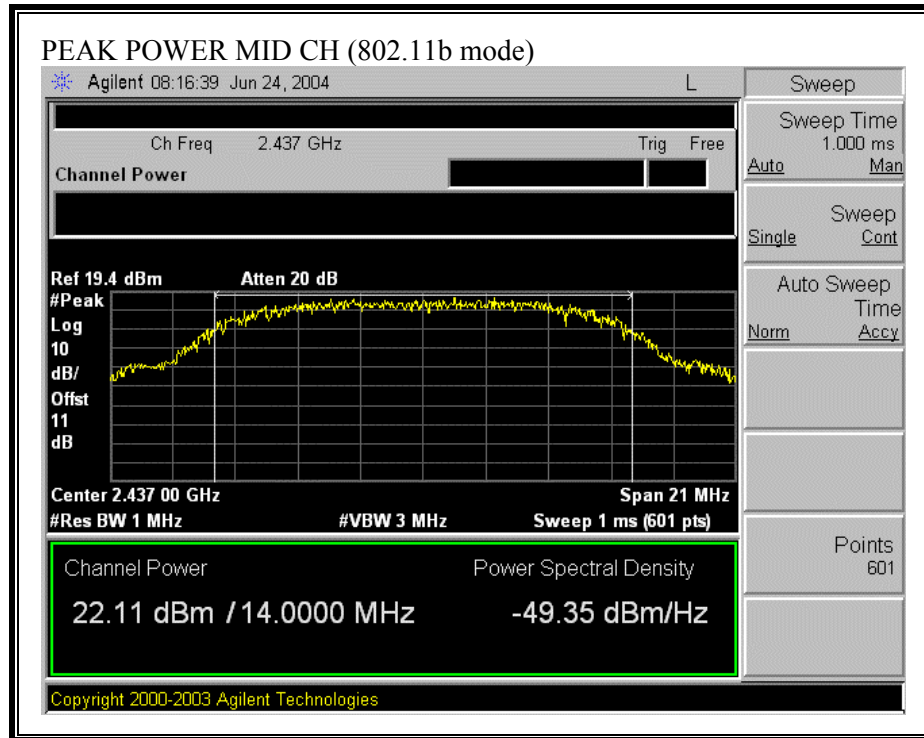 PEAK POWER MID CH (802.11b mode)
Agilent 08:16:39 Jun 24, 2004 L
Sweep
Ch Freq 2.437 GHz Trig Free
Channel Power
Sweep Time
1.000 ms
Auto Man
Sweep
Single Cont
Auto Sweep
Time
Norm Accy
Ref 19.4 dBm Atten 20 dB
#Peak
Log
10
dB/
Offst
11
dB
Center 2.437 00 GHz Span 21 MHz
#Res BW 1 MHz #VBW 3 MHz Sweep 1 ms (601 pts)
Points
601
Channel Power Power Spectral Density
22.11 dBm / 14.0000 MHz -49.35 dBm/Hz
Copyright 2000-2003 Agilent Technologies